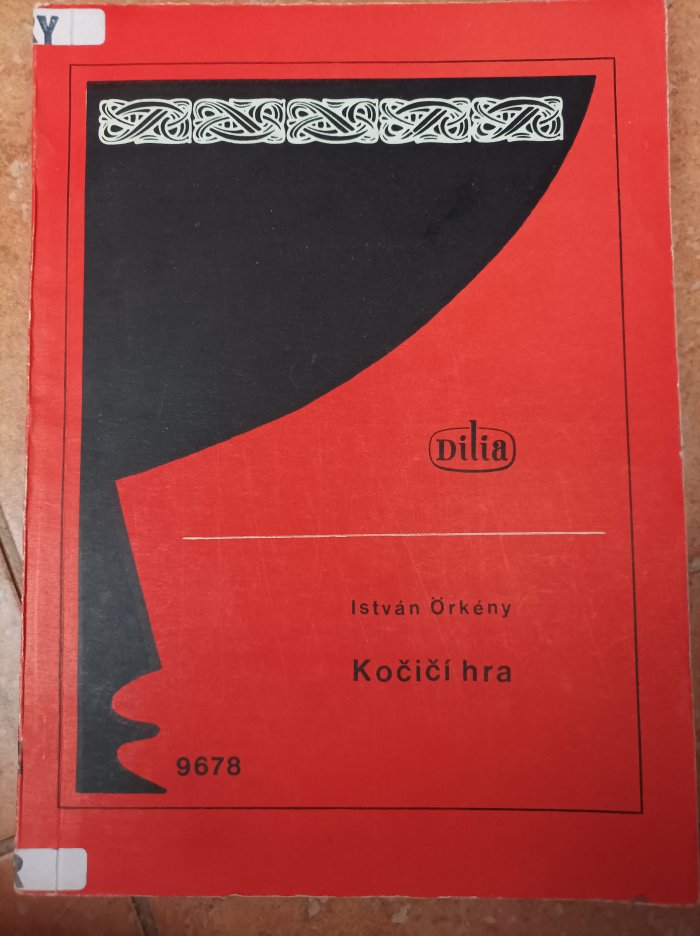 Dilia
István Örkény
Kočičí hra
9678